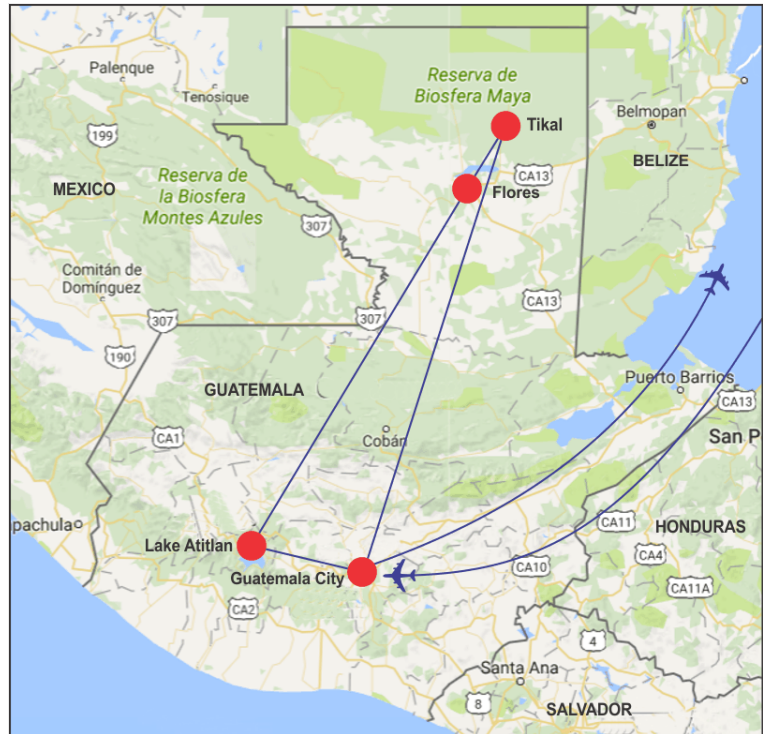 Palenque
Tenosique
Reserva de
Biosfera Maya
Tikal
Belmopan
199
CA13
BELIZE
MEXICO
Reserva de
la Biosfera
Montes Azules
Flores
307
Comitán de
Domínguez
CA13
307
307
190
Puerto Barrios
GUATEMALA
CA13
CA1
Cobán
San P
pachula
CA11
HONDURAS
Lake Atitlan
CA4
Guatemala City
CA10
CA11A
CA2
4
Santa Ana
8
SALVADOR